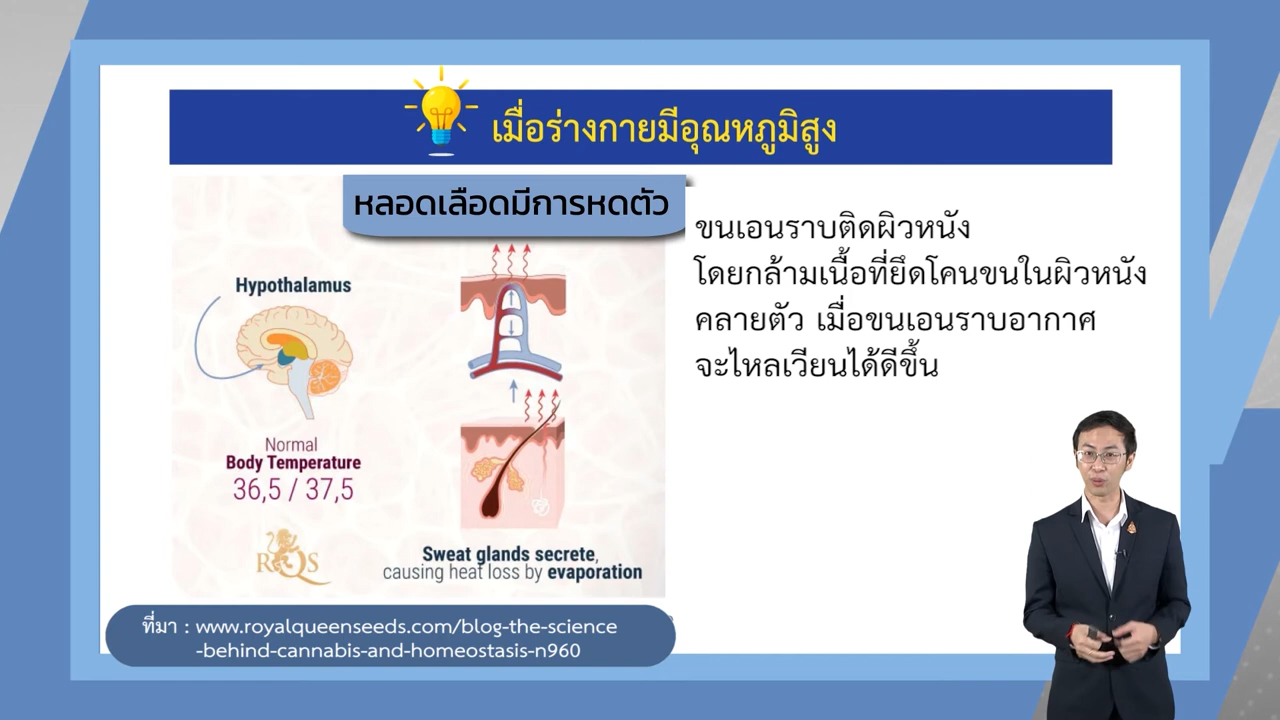 เมื่อร่างกายมีอุณหภูมิสูง
หลอดเลือดมีการหดตัว
ขนเอนราบติดผิวหนัง
โดยกล้ามเนื้อที่ยึดโคนขนในผิวหนัง
คลายตัว เมื่อขนเอนราบอากาศ
จะไหลเวียนได้ดีขึ้น
Hypothalamus
Normal
Body Temperature
36,5 / 37,5
RQS
Sweat glands secrete,
causing heat loss by evaporation
ที่มา : www.royalqueenseeds.com/blog-the-science
-behind-cannabis-and-homeostasis-n960